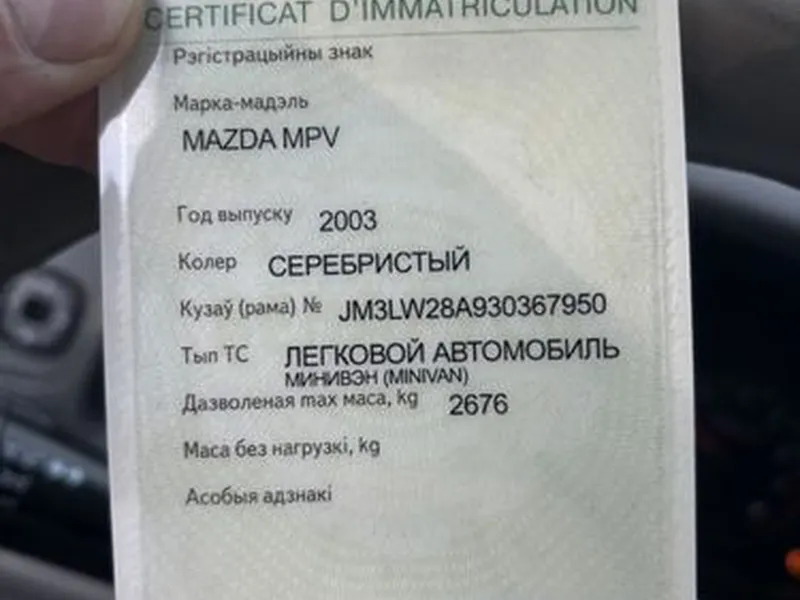 CERTIFICAT D'IMMATRICULATION
Рэгістрацыйны знак
Марка-мадэль
MAZDA MPV
Год выпуску 2003
Колер СЕРЕБРИСТЫЙ
Кузаў (рама) № JM3LW28A930367950
Тып ТС ЛЕГКОВОЙ АВТОМОБИЛЬ
МИНИВЭН (MINIVAN)
Дазволеная max маса, kg 2676
Маса без нагрузкі, kg
Асобыя адзнакі